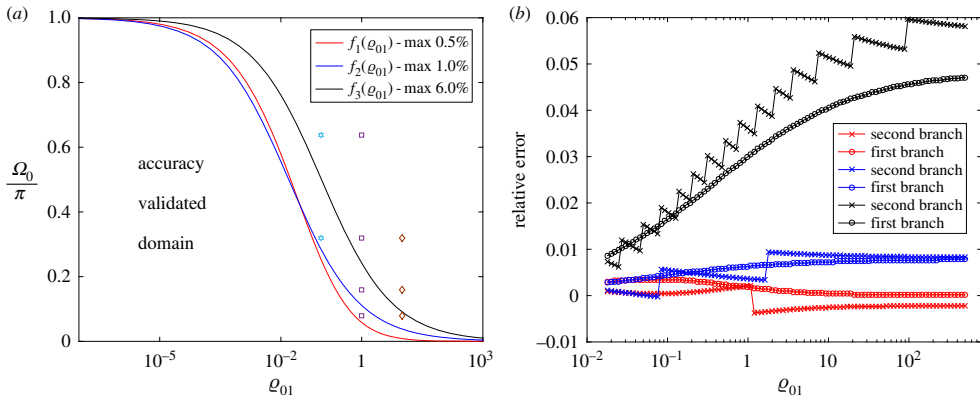 (a)
1.0
0.8
0.6
0.4
0.2
0
Ω₀
π
f₁(ϱ₀₁) - max 0.5%
f₂(ϱ₀₁) - max 1.0%
f₃(ϱ₀₁) - max 6.0%
accuracy
validated
domain
10⁻⁵ 10⁻² 1 10³
ϱ₀₁
(b)
0.06
0.05
0.04
0.03
0.02
0.01
0
−0.01
relative error
second branch
first branch
second branch
first branch
second branch
first branch
10⁻² 10⁻¹ 1 10 10²
ϱ₀₁